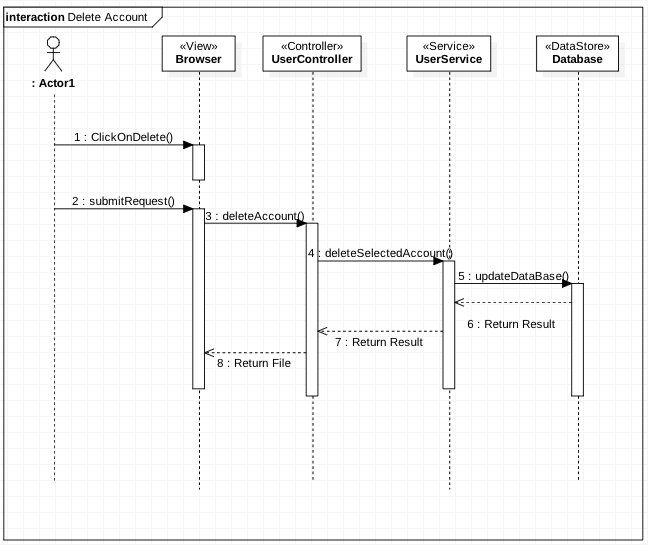 interaction Delete Account
: Actor1
«View»
Browser
«Controller»
UserController
«Service»
UserService
«DataStore»
Database
1 : ClickOnDelete()
2 : submitRequest()
3 : deleteAccount()
4 : deleteSelectedAccount()
5 : updateDataBase()
6 : Return Result
7 : Return Result
8 : Return File